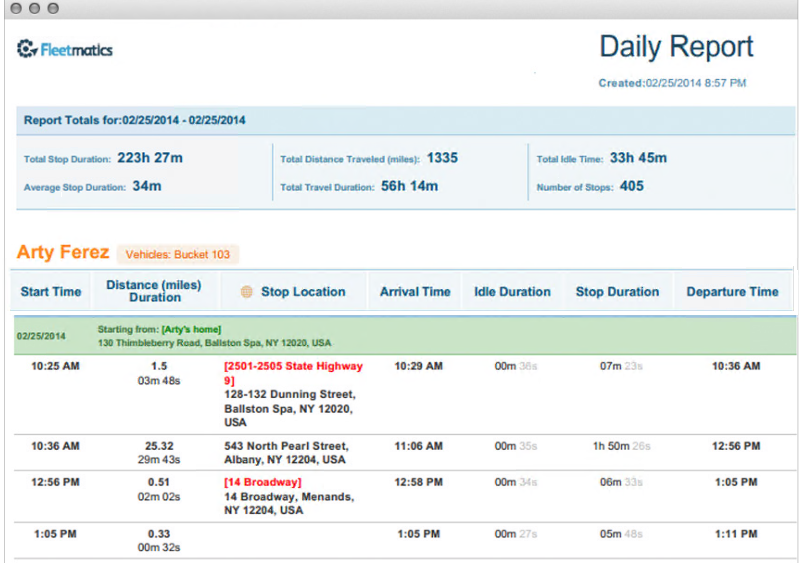 Fleetmatics
Daily Report
Created:02/25/2014 8:57 PM
Report Totals for:02/25/2014 - 02/25/2014
Total Stop Duration: 223h 27m
Total Distance Traveled (miles): 1335
Total Idle Time: 33h 45m
Average Stop Duration: 34m
Total Travel Duration: 56h 14m
Number of Stops: 405
Arty Ferez Vehicles: Bucket 103
Start Time
Distance (miles)
Duration
Stop Location
Arrival Time
Idle Duration
Stop Duration
Departure Time
02/25/2014
Starting from: [Arty's home]
130 Thimbleberry Road, Ballston Spa, NY 12020, USA
10:25 AM
1.5
03m 48s
[2501-2505 State Highway
9]
128-132 Dunning Street,
Ballston Spa, NY 12020,
USA
10:29 AM
00m 36s
07m 23s
10:36 AM
10:36 AM
25.32
29m 43s
543 North Pearl Street,
Albany, NY 12204, USA
11:06 AM
00m 35s
1h 50m 26s
12:56 PM
12:56 PM
0.51
02m 02s
[14 Broadway]
14 Broadway, Menands,
NY 12204, USA
12:58 PM
00m 34s
06m 33s
1:05 PM
1:05 PM
0.33
00m 32s
1:05 PM
00m 27s
05m 48s
1:11 PM